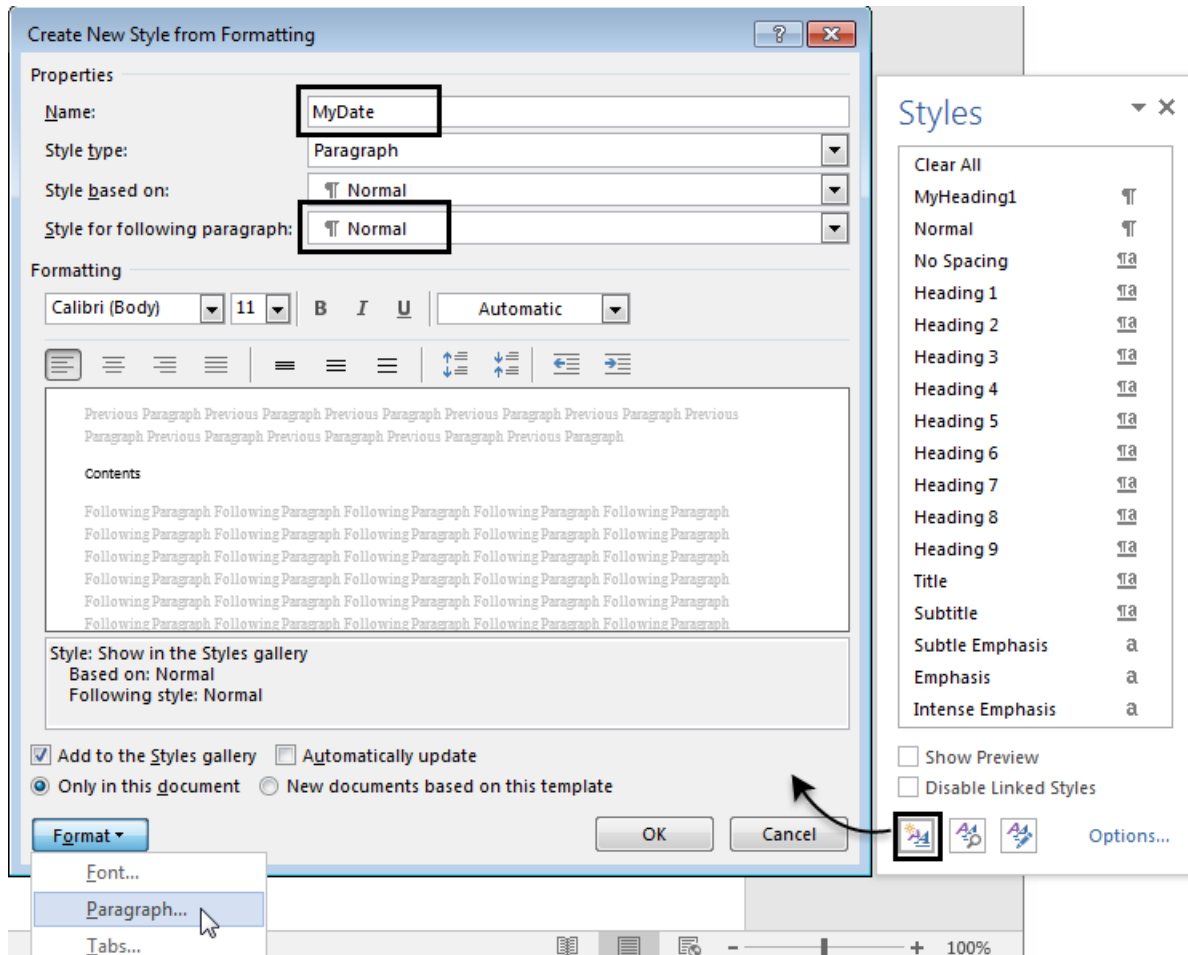 Create New Style from Formatting
Properties
Name:
MyDate
Style type:
Paragraph
Style based on:
¶ Normal
Style for following paragraph:
¶ Normal
Formatting
Calibri (Body)
11
B I U
Automatic
Previous Paragraph Previous Paragraph Previous Paragraph Previous Paragraph Previous Paragraph Previous
Paragraph Previous Paragraph Previous Paragraph Previous Paragraph Previous Paragraph
Contents
Following Paragraph Following Paragraph Following Paragraph Following Paragraph Following Paragraph
Following Paragraph Following Paragraph Following Paragraph Following Paragraph Following Paragraph
Following Paragraph Following Paragraph Following Paragraph Following Paragraph Following Paragraph
Following Paragraph Following Paragraph Following Paragraph Following Paragraph Following Paragraph
Following Paragraph Following Paragraph Following Paragraph Following Paragraph Following Paragraph
Following Paragraph Following Paragraph Following Paragraph Following Paragraph Following Paragraph
Style: Show in the Styles gallery
Based on: Normal
Following style: Normal
Add to the Styles gallery
Automatically update
Only in this document
New documents based on this template
Format
OK
Cancel
Font...
Paragraph...
Tabs...
Styles
Clear All
MyHeading1 ¶
Normal ¶
No Spacing ¶a
Heading 1 ¶a
Heading 2 ¶a
Heading 3 ¶a
Heading 4 ¶a
Heading 5 ¶a
Heading 6 ¶a
Heading 7 ¶a
Heading 8 ¶a
Heading 9 ¶a
Title ¶a
Subtitle ¶a
Subtle Emphasis a
Emphasis a
Intense Emphasis a
Show Preview
Disable Linked Styles
Options...
100%